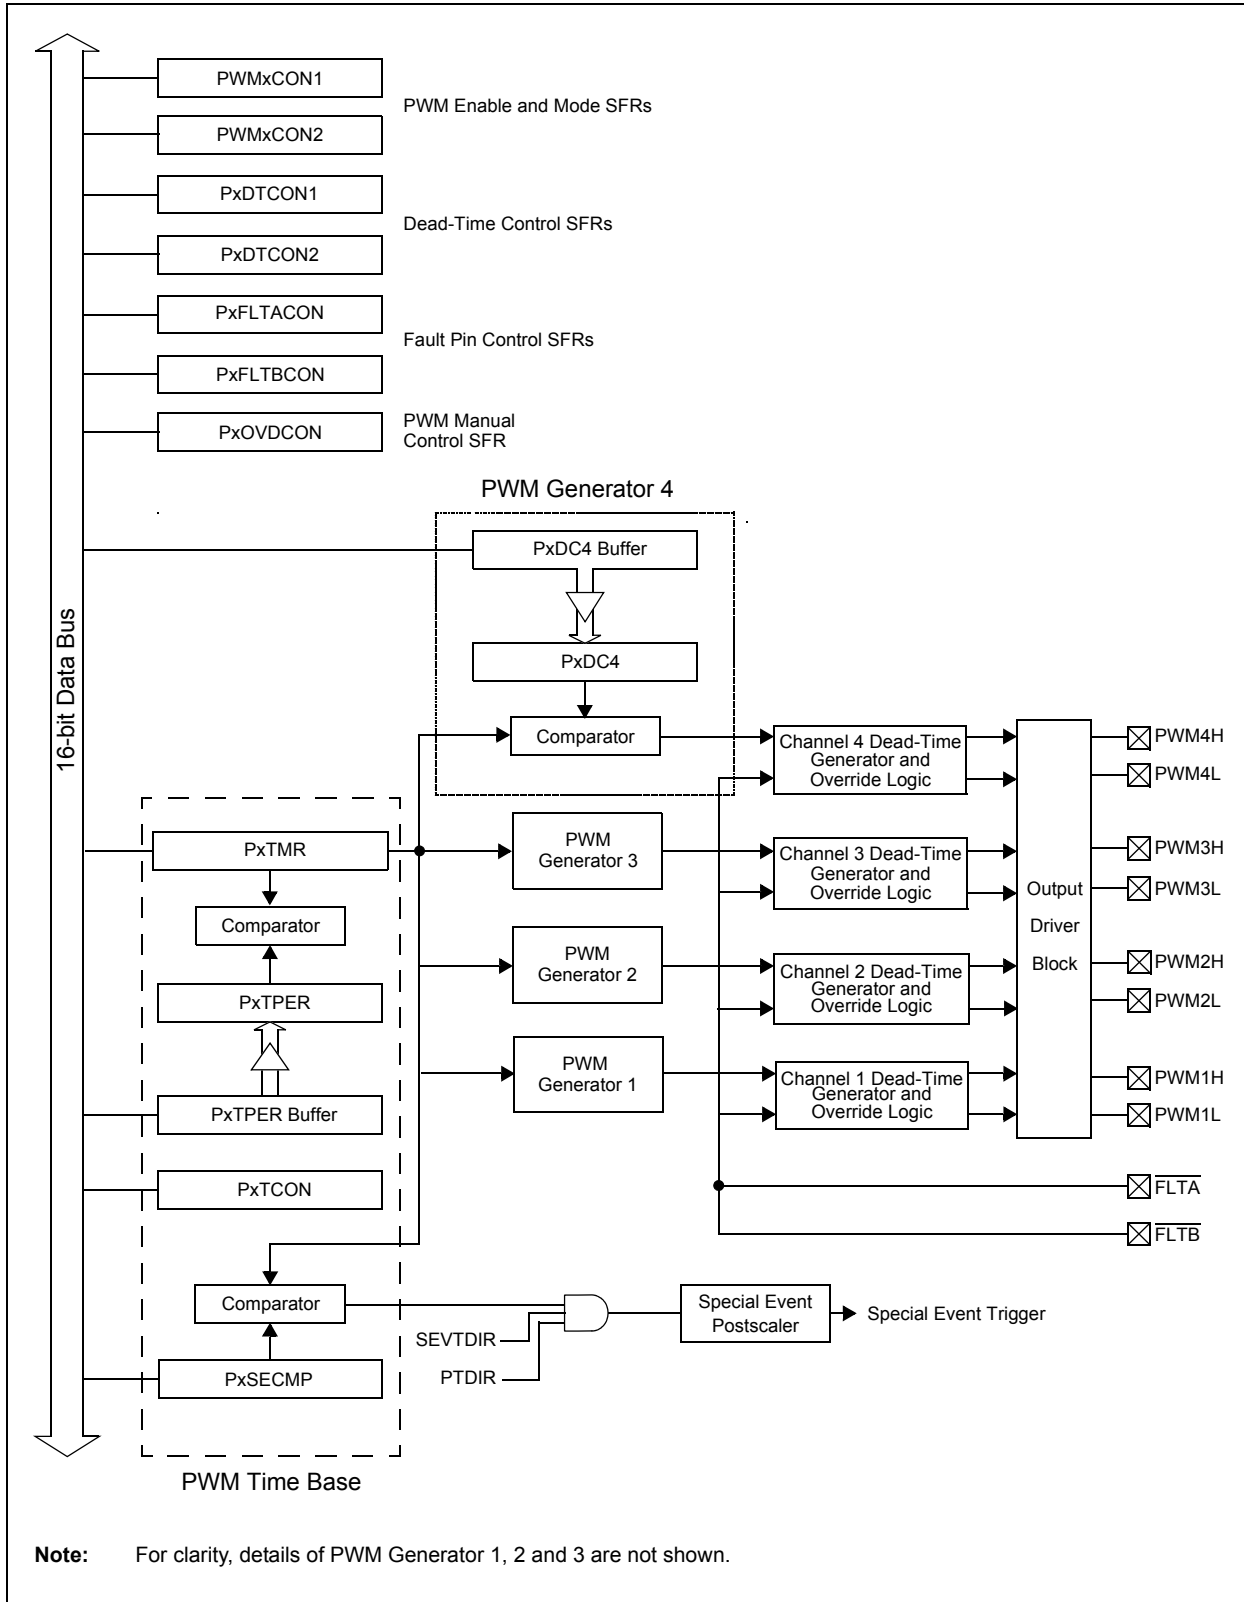 PWMxCON1
PWM Enable and Mode SFRs
PWMxCON2
PxDTCON1
Dead-Time Control SFRs
PxDTCON2
PxFLTACON
Fault Pin Control SFRs
PxFLTBCON
PxOVDCON
PWM Manual
Control SFR
PWM Generator 4
PxDC4 Buffer
PxDC4
Comparator
16-bit Data Bus
Channel 4 Dead-Time
Generator and
Override Logic
PWM4H
PWM4L
PxTMR
PWM
Generator 3
Channel 3 Dead-Time
Generator and
Override Logic
PWM3H
PWM3L
Output
Driver
Block
Comparator
PWM
Generator 2
Channel 2 Dead-Time
Generator and
Override Logic
PWM2H
PWM2L
PxTPER
PWM
Generator 1
Channel 1 Dead-Time
Generator and
Override Logic
PWM1H
PWM1L
PxTPER Buffer
PxTCON
FLTA
FLTB
Comparator
SEVTDIR
PTDIR
Special Event
Postscaler
Special Event Trigger
PxSECMP
PWM Time Base
Note: For clarity, details of PWM Generator 1, 2 and 3 are not shown.